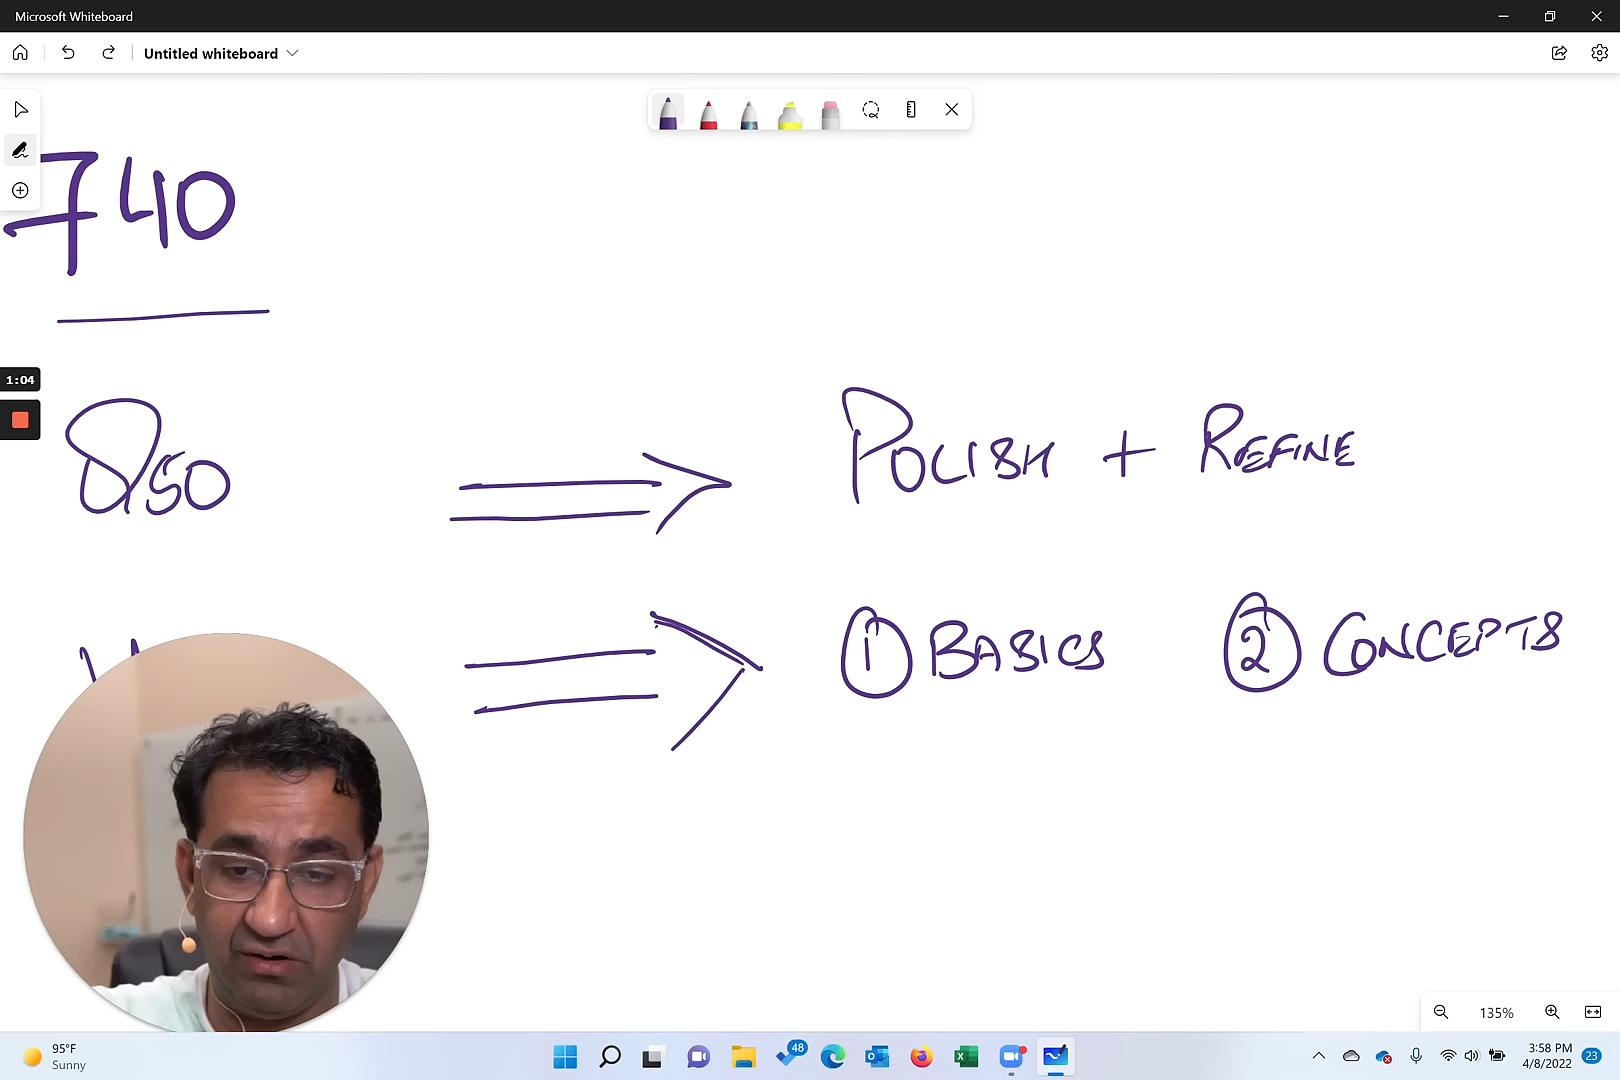 Microsoft Whiteboard
Untitled whiteboard
740
1:04
850 POLISH + REFINE
1 BASICS 2 CONCEPTS
135%
95°F
Sunny
48
3:58 PM
4/8/2022
23